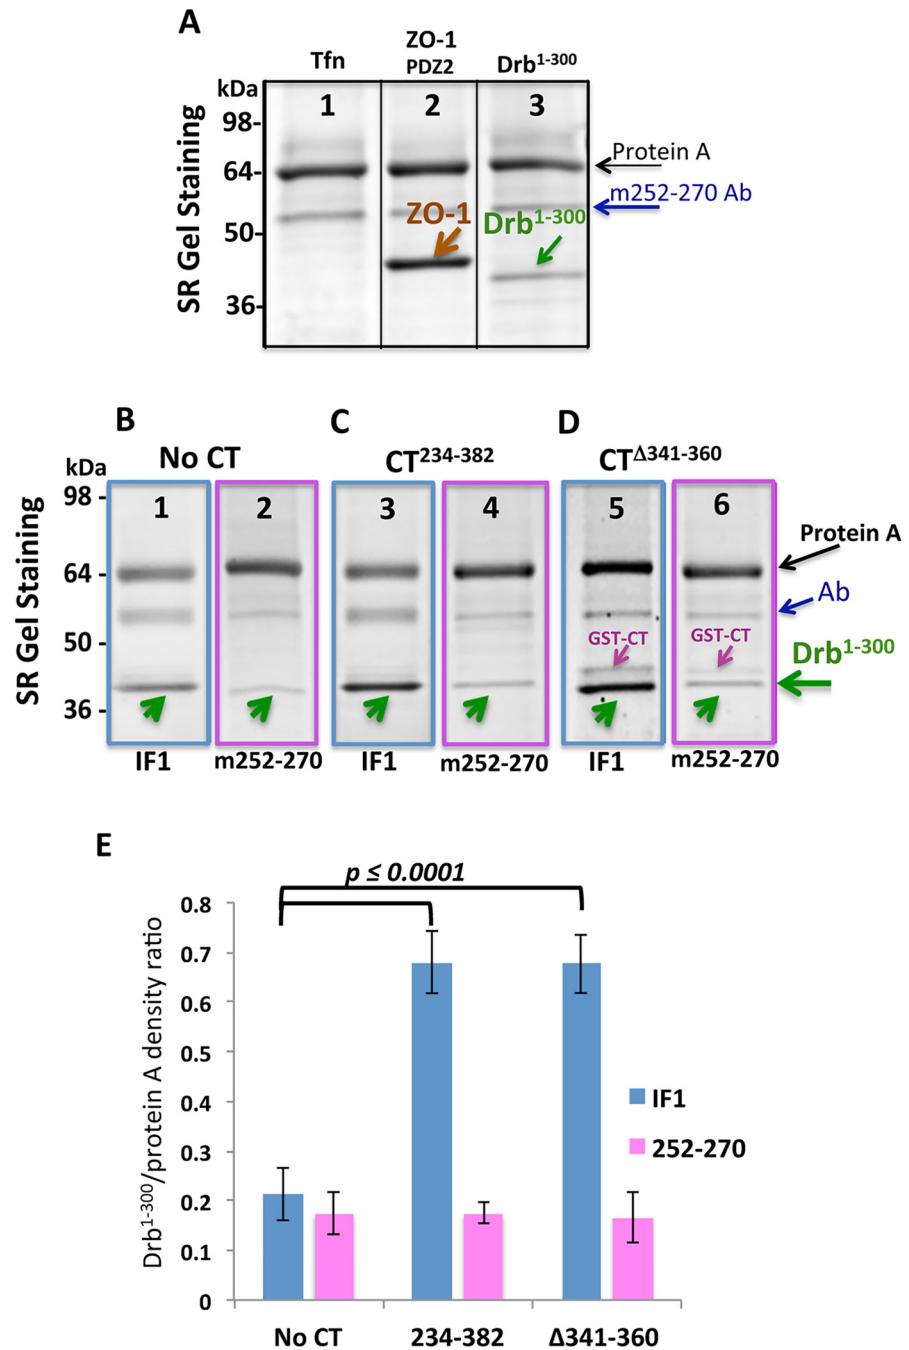 A
Tfn
ZO-1
PDZ2
Drb1-300
kDa
1 2 3
98-
64-
50-
36-
SR Gel Staining
Protein A
m252-270 Ab
ZO-1
Drb1-300
B C D
No CT
CT234-382
CTΔ341-360
kDa
98 -
64 -
50 -
36 -
SR Gel Staining
1 2 3 4 5 6
Protein A
Ab
GST-CT GST-CT
Drb1-300
IF1 m252-270 IF1 m252-270 IF1 m252-270
E
p ≤ 0.0001
Drb1-300/protein A density ratio
0.8
0.7
0.6
0.5
0.4
0.3
0.2
0.1
0
IF1
252-270
No CT 234-382 Δ341-360